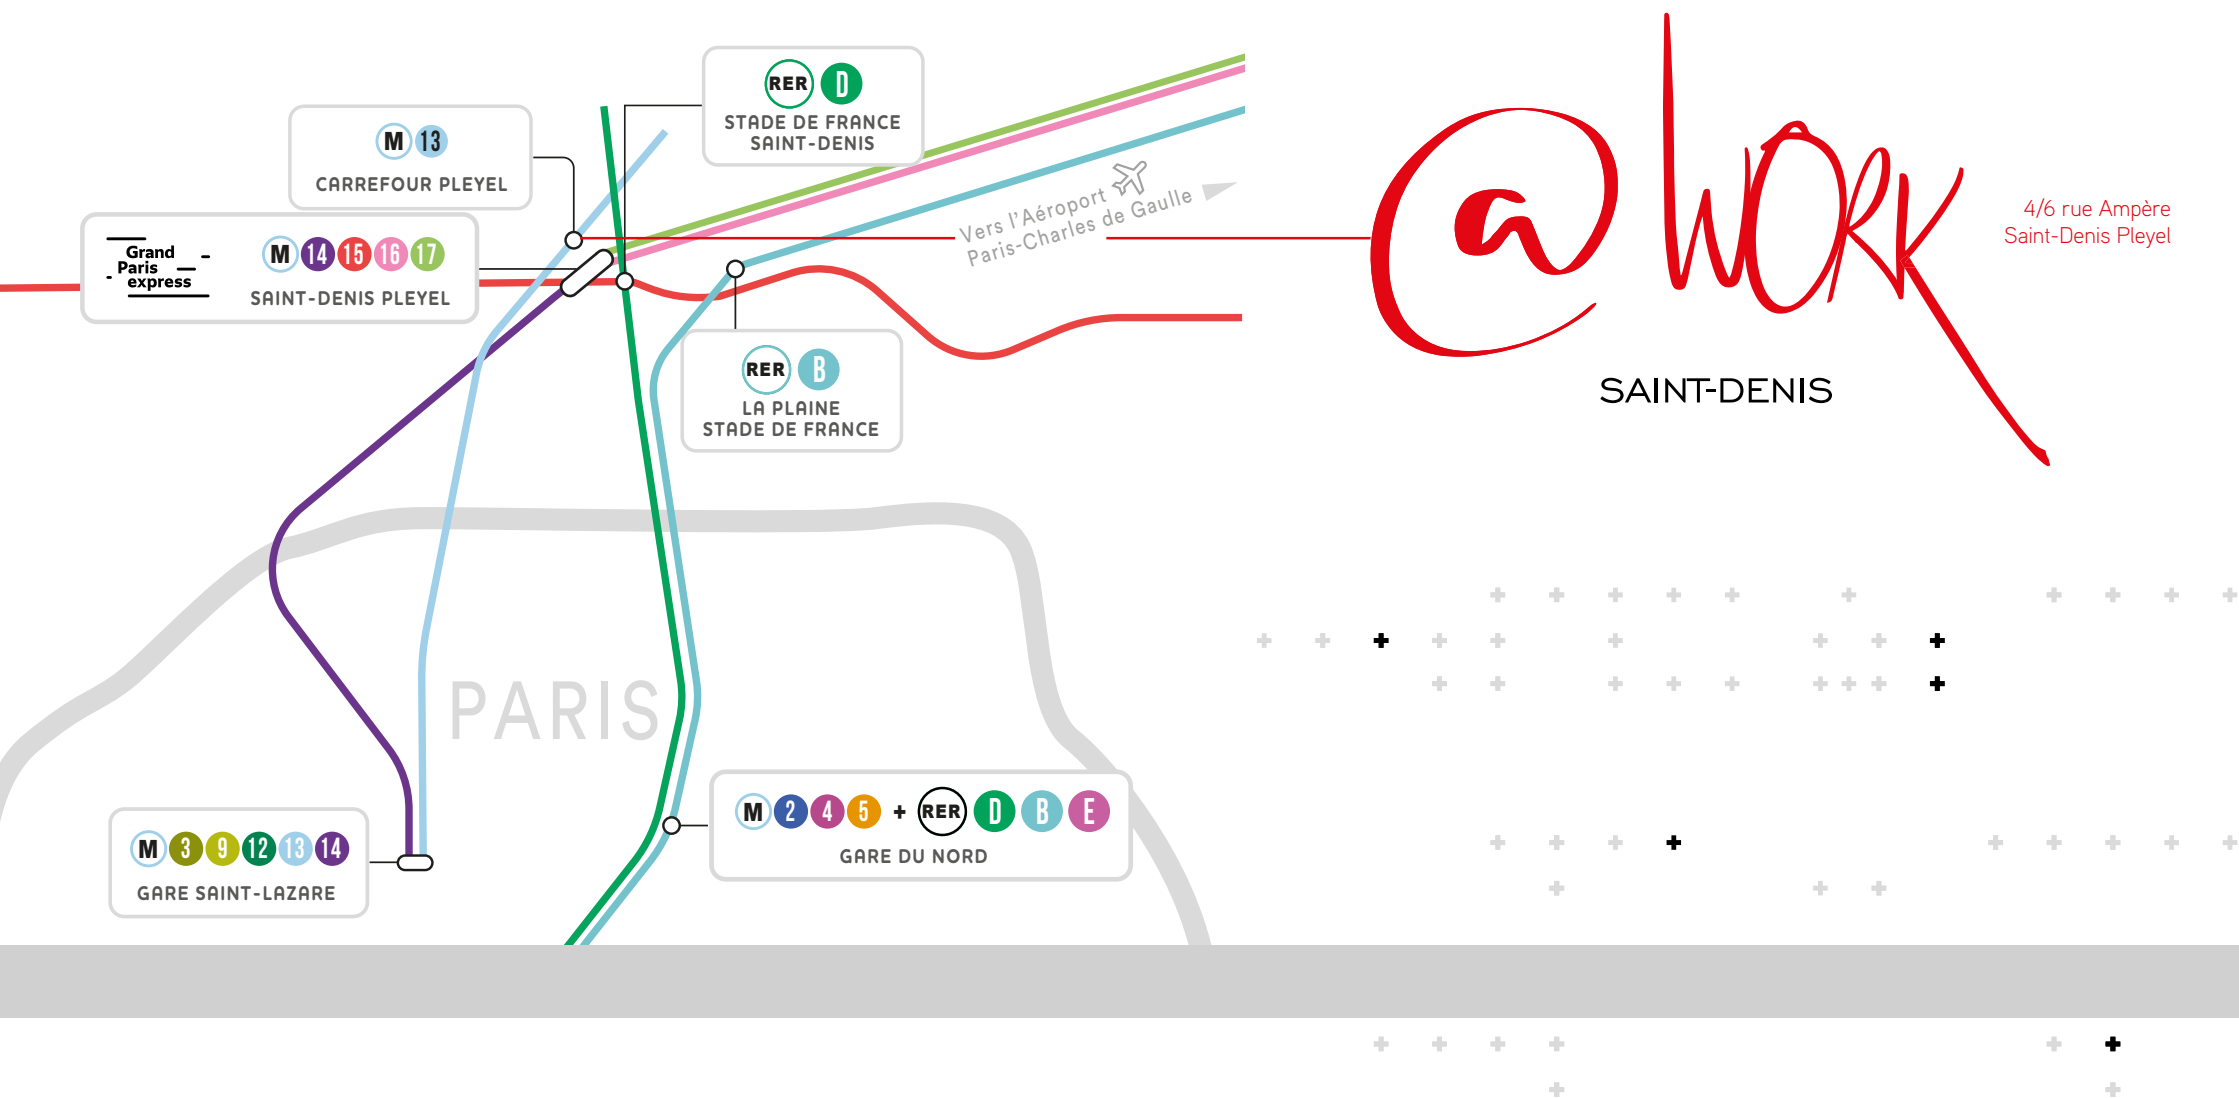 RER D
STADE DE FRANCE
SAINT-DENIS
M 13
CARREFOUR PLEYEL
Grand
Paris
express
M 14 15 16 17
SAINT-DENIS PLEYEL
Vers l'Aéroport
Paris-Charles de Gaulle
RER B
LA PLAINE
STADE DE FRANCE
PARIS
M 2 4 5 + RER D B E
GARE DU NORD
M 3 9 12 13 14
GARE SAINT-LAZARE
@WORK
SAINT-DENIS
4/6 rue Ampère
Saint-Denis Pleyel